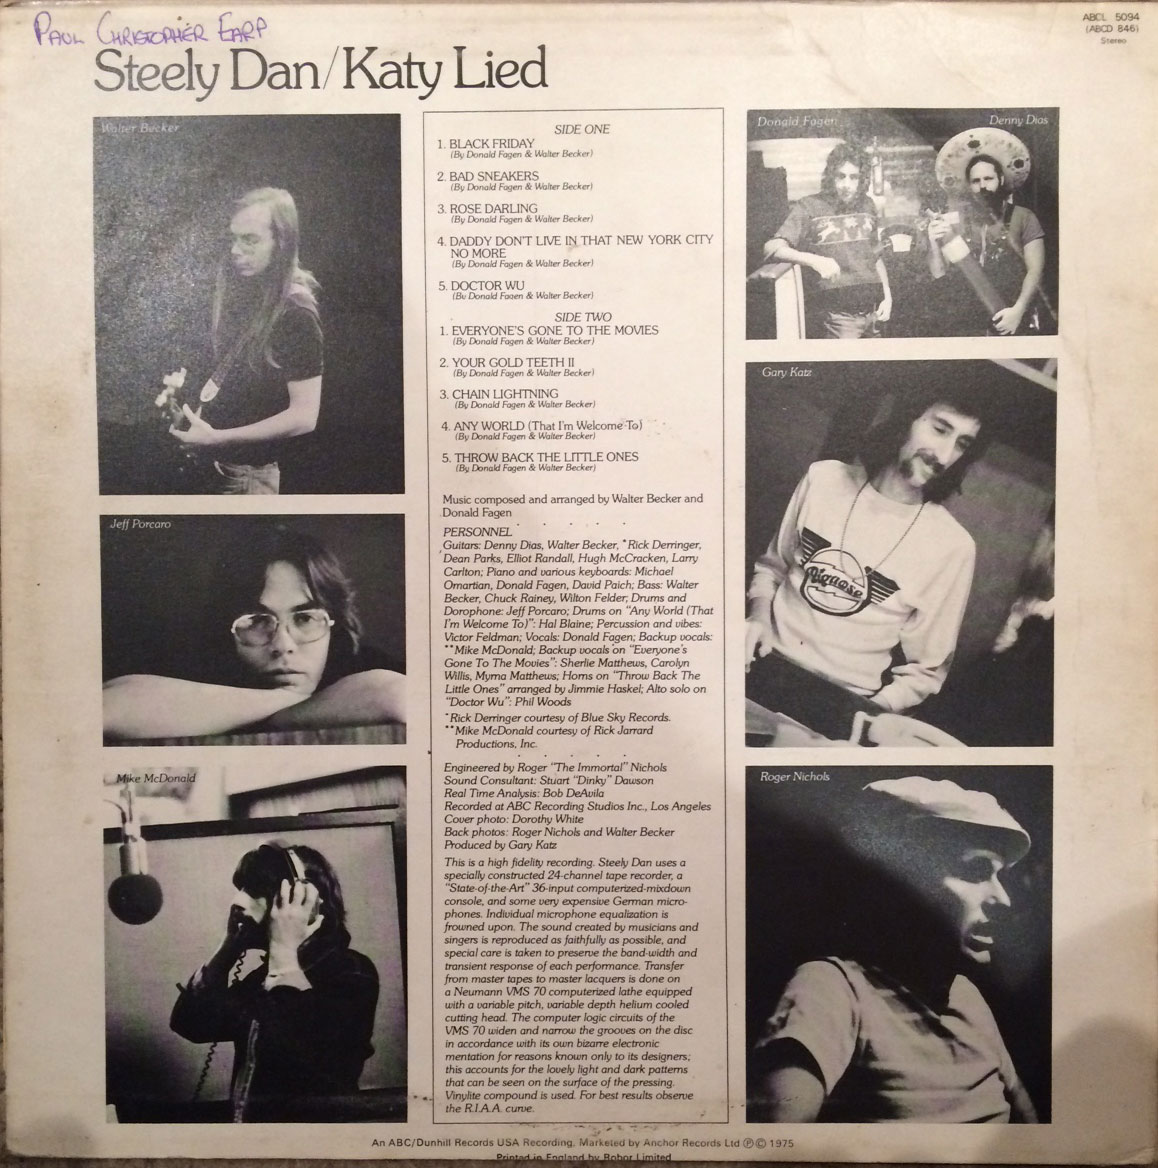 PAUL CHRISTOPHER EARP
ABCL 5094
(ABCD 846)
Stereo
Steely Dan/Katy Lied
Walter Becker
Jeff Porcaro
Mike McDonald
SIDE ONE
1. BLACK FRIDAY
(By Donald Fagen & Walter Becker)
2. BAD SNEAKERS
(By Donald Fagen & Walter Becker)
3. ROSE DARLING
(By Donald Fagen & Walter Becker)
4. DADDY DON'T LIVE IN THAT NEW YORK CITY
NO MORE
(By Donald Fagen & Walter Becker)
5. DOCTOR WU
(By Donald Fagen & Walter Becker)
SIDE TWO
1. EVERYONE'S GONE TO THE MOVIES
(By Donald Fagen & Walter Becker)
2. YOUR GOLD TEETH II
(By Donald Fagen & Walter Becker)
3. CHAIN LIGHTNING
(By Donald Fagen & Walter Becker)
4. ANY WORLD (That I'm Welcome To)
(By Donald Fagen & Walter Becker)
5. THROW BACK THE LITTLE ONES
(By Donald Fagen & Walter Becker)
Music composed and arranged by Walter Becker and
Donald Fagen
PERSONNEL
Guitars: Denny Dias, Walter Becker, *Rick Derringer,
Dean Parks, Elliot Randall, Hugh McCracken, Larry
Carlton; Piano and various keyboards: Michael
Omartian, Donald Fagen, David Paich; Bass: Walter
Becker, Chuck Rainey, Wilton Felder; Drums and
Dorophone: Jeff Porcaro; Drums on "Any World (That
I'm Welcome To)": Hal Blaine; Percussion and vibes:
Victor Feldman; Vocals: Donald Fagen; Backup vocals:
**Mike McDonald; Backup vocals on "Everyone's
Gone To The Movies": Sherlie Matthews, Carolyn
Willis, Myrna Matthews; Horns on "Throw Back The
Little Ones" arranged by Jimmie Haskel; Alto solo on
"Doctor Wu": Phil Woods
*Rick Derringer courtesy of Blue Sky Records.
**Mike McDonald courtesy of Rick Jarrard
Productions, Inc.
Engineered by Roger "The Immortal" Nichols
Sound Consultant: Stuart "Dinky" Dawson
Real Time Analysis: Bob DeAvila
Recorded at ABC Recording Studios Inc., Los Angeles
Cover photo: Dorothy White
Back photos: Roger Nichols and Walter Becker
Produced by Gary Katz
This is a high fidelity recording. Steely Dan uses a
specially constructed 24-channel tape recorder, a
"State-of-the-Art" 36-input computerized-mixdown
console, and some very expensive German micro-
phones. Individual microphone equalization is
frowned upon. The sound created by musicians and
singers is reproduced as faithfully as possible, and
special care is taken to preserve the band-width and
transient response of each performance. Transfer
from master tapes to master lacquers is done on
a Neumann VMS 70 computerized lathe equipped
with a variable pitch, variable depth helium cooled
cutting head. The computer logic circuits of the
VMS 70 widen and narrow the grooves on the disc
in accordance with its own bizarre electronic
mentation for reasons known only to its designers;
this accounts for the lovely light and dark patterns
that can be seen on the surface of the pressing.
Vinylite compound is used. For best results observe
the R.I.A.A. curve.
Donald Fagen
Denny Dias
Gary Katz
Roger Nichols
An ABC/Dunhill Records USA Recording. Marketed by Anchor Records Ltd ℗ © 1975
Printed in England by Robor Limited